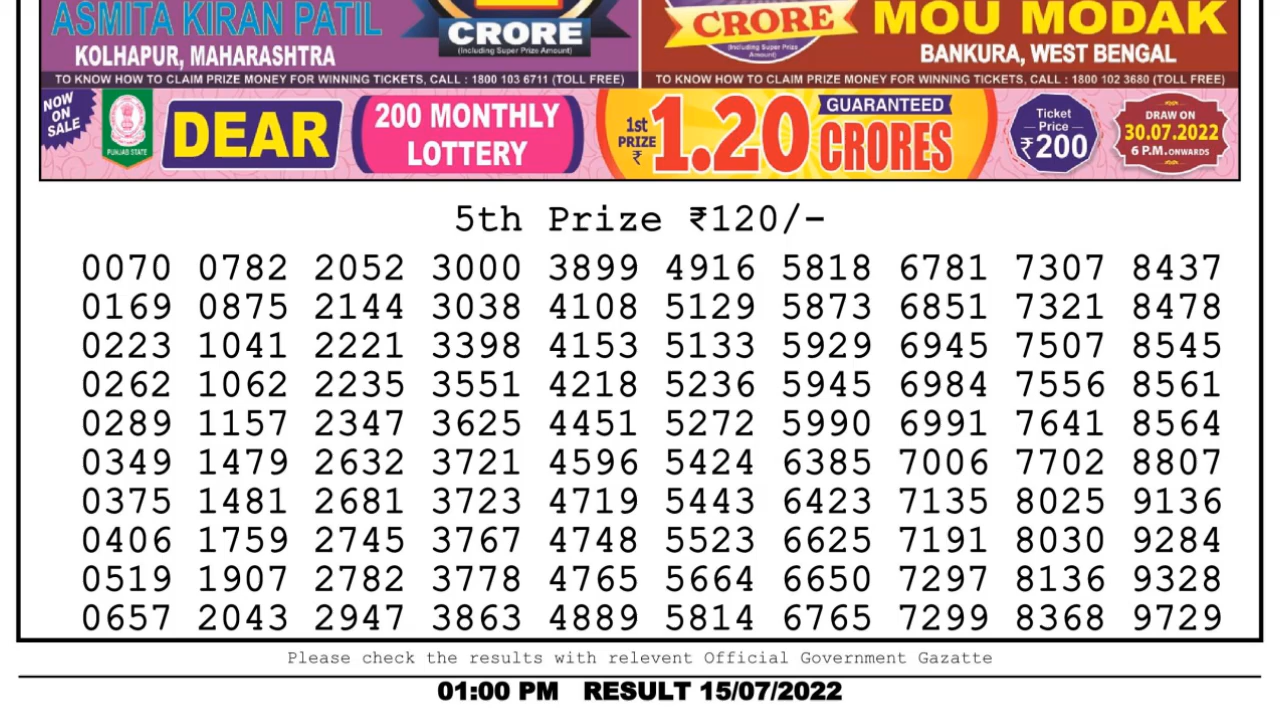 ASMITA KIRAN PATIL
KOLHAPUR, MAHARASHTRA
CRORE
(Including Super Prize Amount)
CRORE
(Including Super Prize
Amount)
MOU MODAK
BANKURA, WEST BENGAL
TO KNOW HOW TO CLAIM PRIZE MONEY FOR WINNING TICKETS, CALL : 1800 103 6711 (TOLL FREE)
TO KNOW HOW TO CLAIM PRIZE MONEY FOR WINNING TICKETS, CALL : 1800 102 3680 (TOLL FREE)
NOW
ON
SALE
PUNJAB STATE
DEAR
200 MONTHLY
LOTTERY
1st
PRIZE
₹
1.20
GUARANTEED
CRORES
Ticket
Price
₹200
DRAW ON
30.07.2022
6 P.M. ONWARDS
5th Prize ₹120/-
0070 0782 2052 3000 3899 4916 5818 6781 7307 8437
0169 0875 2144 3038 4108 5129 5873 6851 7321 8478
0223 1041 2221 3398 4153 5133 5929 6945 7507 8545
0262 1062 2235 3551 4218 5236 5945 6984 7556 8561
0289 1157 2347 3625 4451 5272 5990 6991 7641 8564
0349 1479 2632 3721 4596 5424 6385 7006 7702 8807
0375 1481 2681 3723 4719 5443 6423 7135 8025 9136
0406 1759 2745 3767 4748 5523 6625 7191 8030 9284
0519 1907 2782 3778 4765 5664 6650 7297 8136 9328
0657 2043 2947 3863 4889 5814 6765 7299 8368 9729
Please check the results with relevent Official Government Gazatte
01:00 PM RESULT 15/07/2022